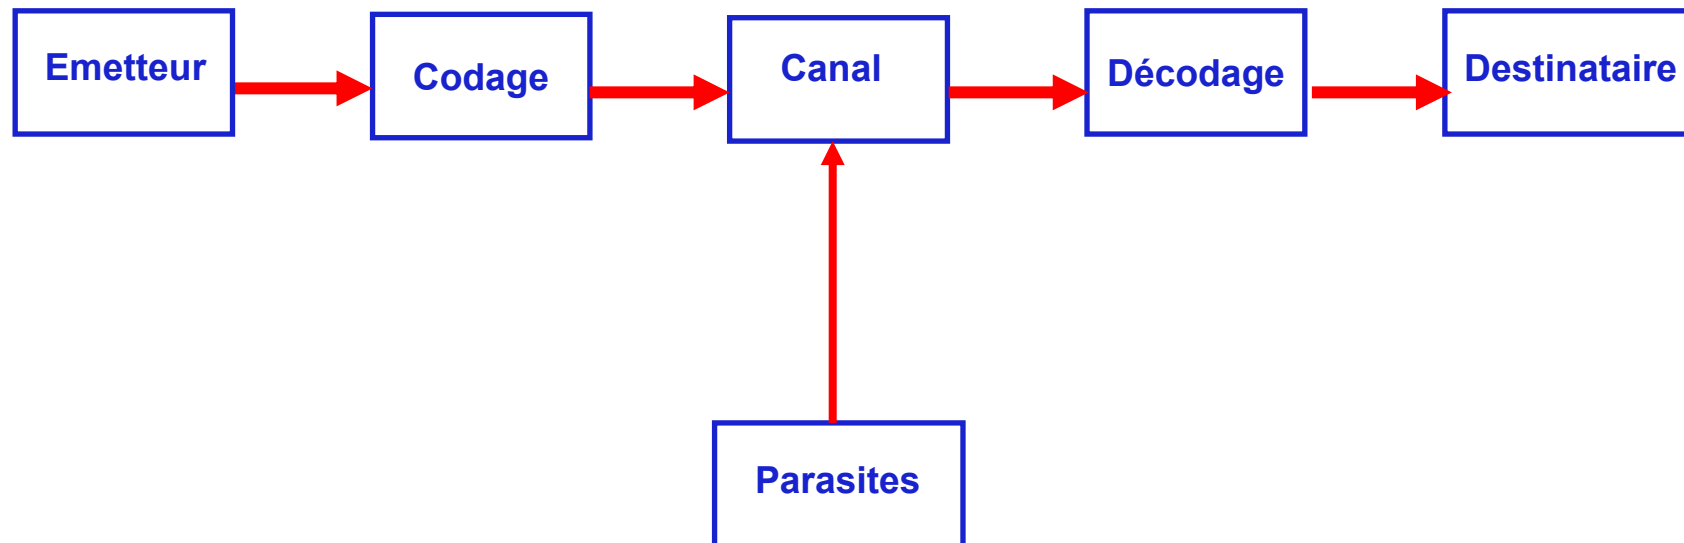 Emetteur
Codage
Canal
Décodage
Destinataire
Parasites